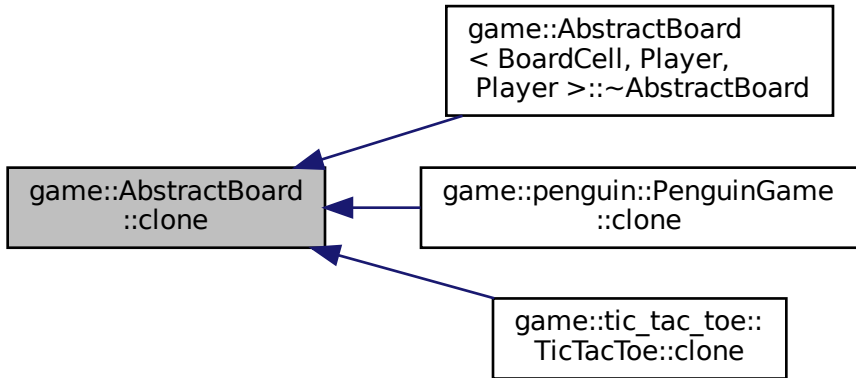 game::AbstractBoard
< BoardCell, Player,
Player >::~AbstractBoard
game::AbstractBoard
::clone
game::penguin::PenguinGame
::clone
game::tic_tac_toe::
TicTacToe::clone